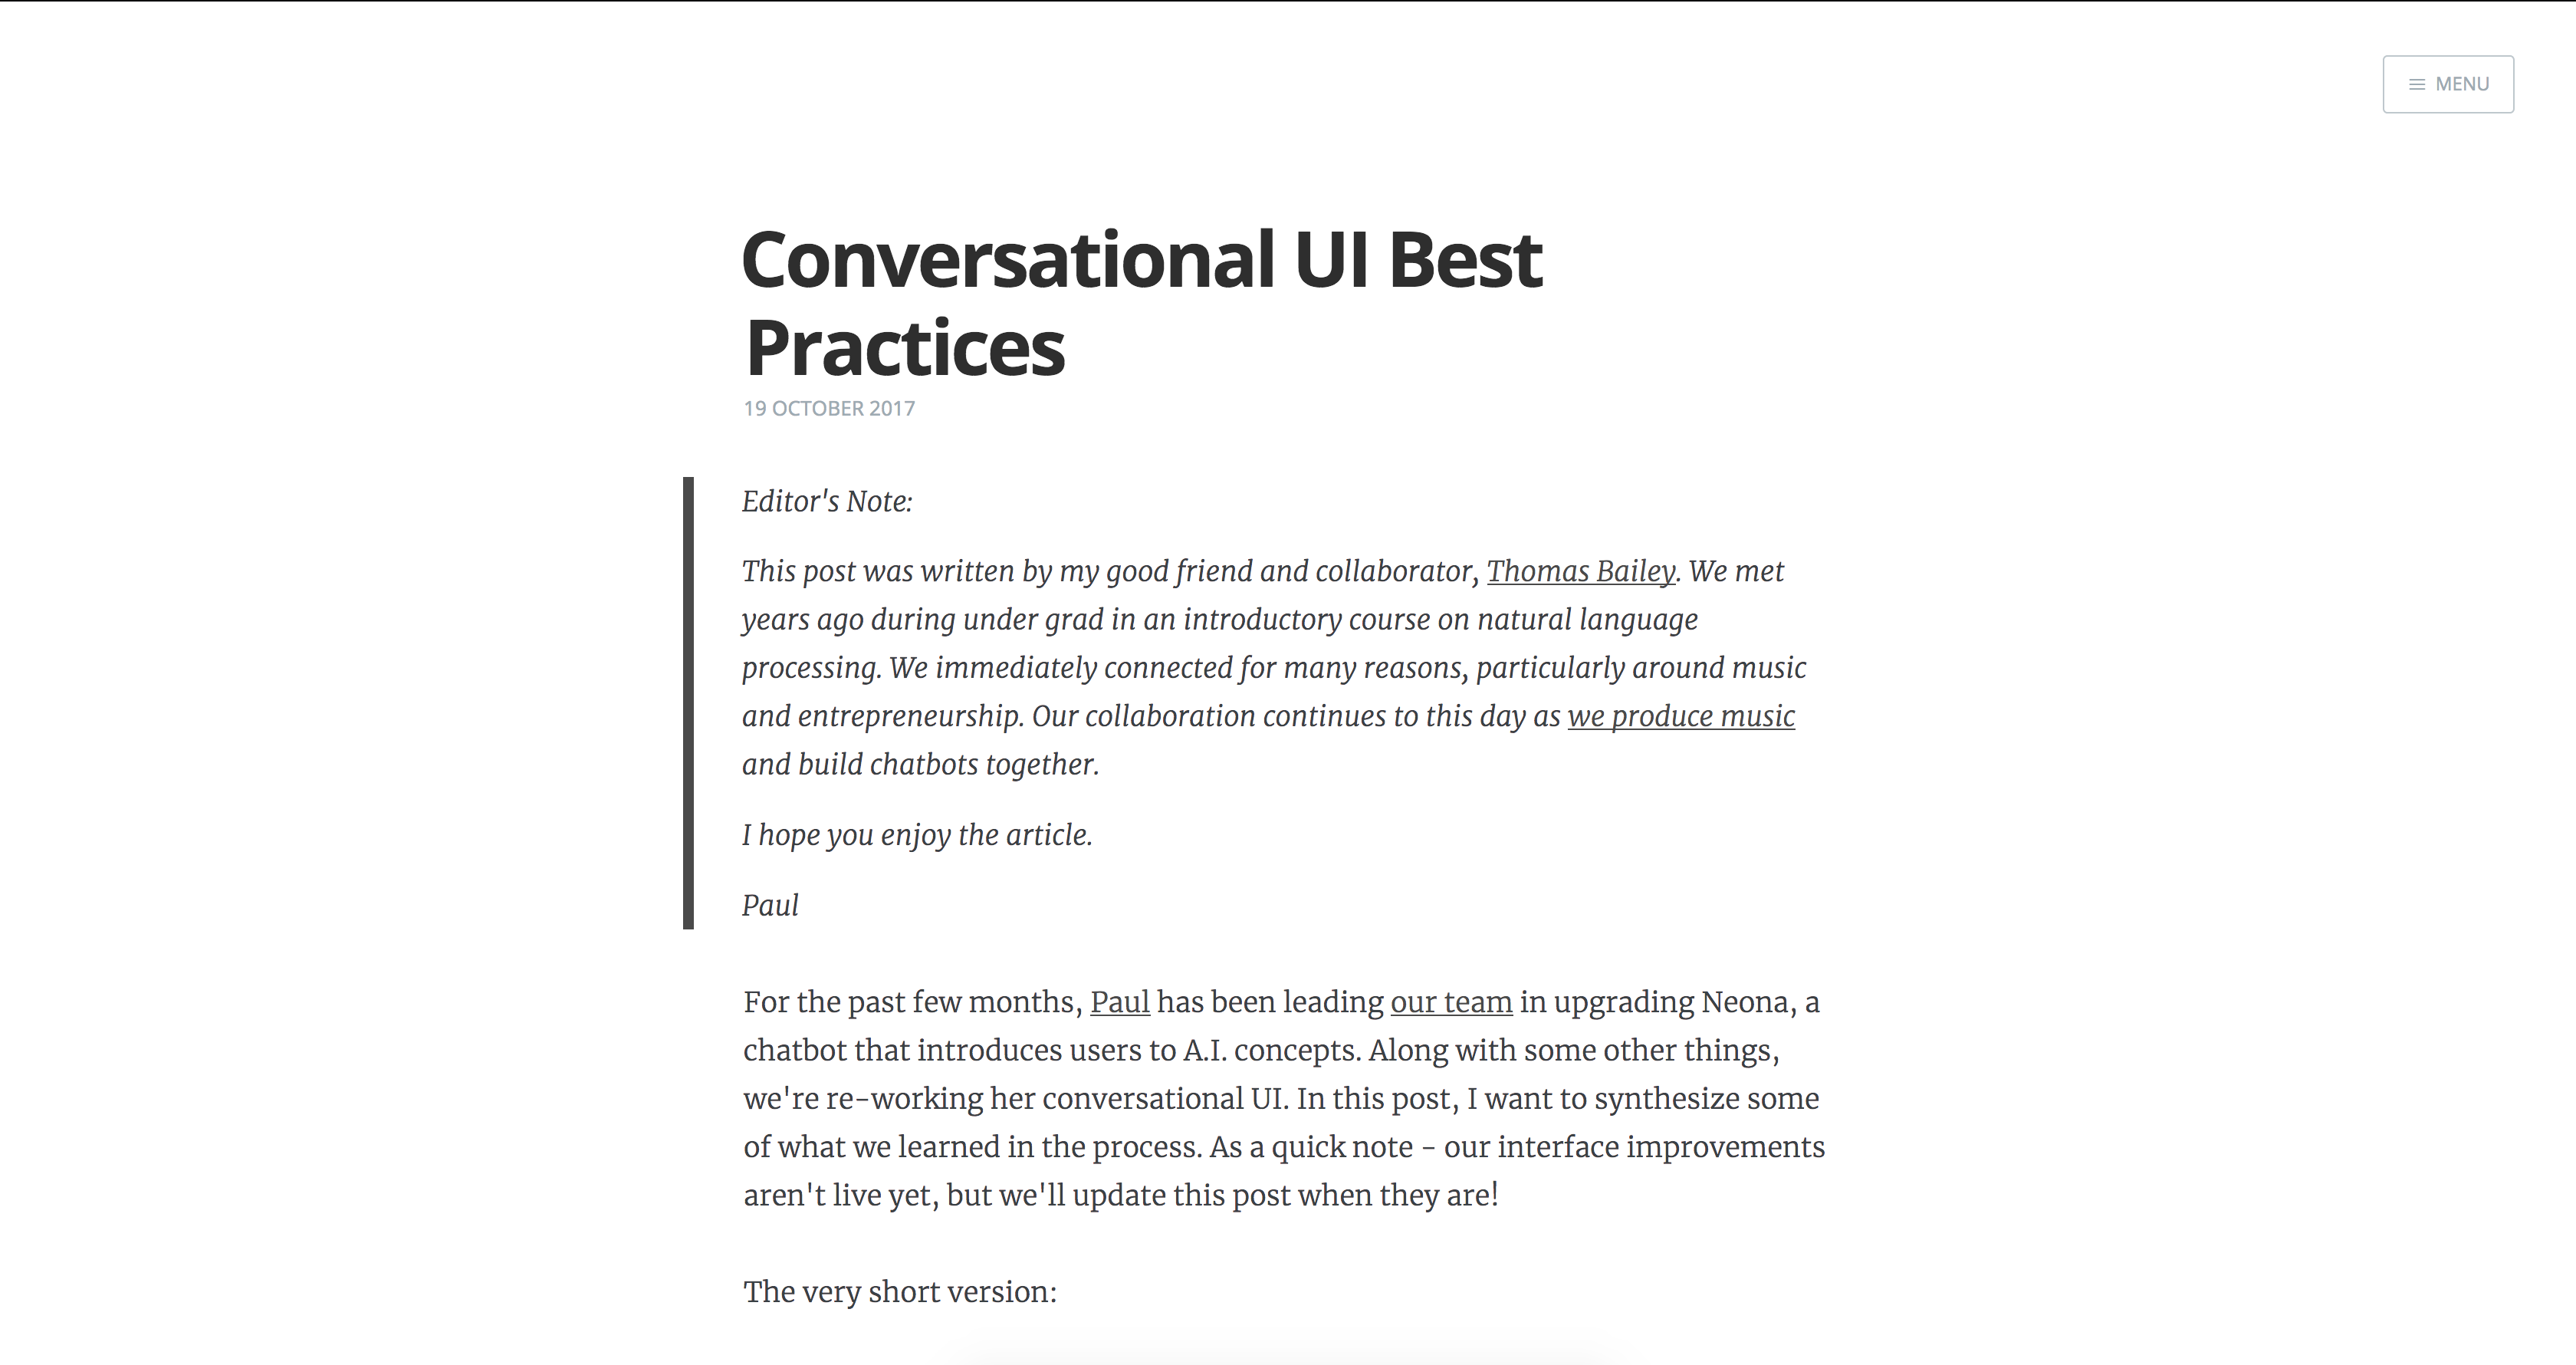 MENU
Conversational UI Best
Practices
19 OCTOBER 2017
Editor's Note:
This post was written by my good friend and collaborator, Thomas Bailey. We met
years ago during under grad in an introductory course on natural language
processing. We immediately connected for many reasons, particularly around music
and entrepreneurship. Our collaboration continues to this day as we produce music
and build chatbots together.
I hope you enjoy the article.
Paul
For the past few months, Paul has been leading our team in upgrading Neona, a
chatbot that introduces users to A.I. concepts. Along with some other things,
we're re-working her conversational UI. In this post, I want to synthesize some
of what we learned in the process. As a quick note - our interface improvements
aren't live yet, but we'll update this post when they are!
The very short version: